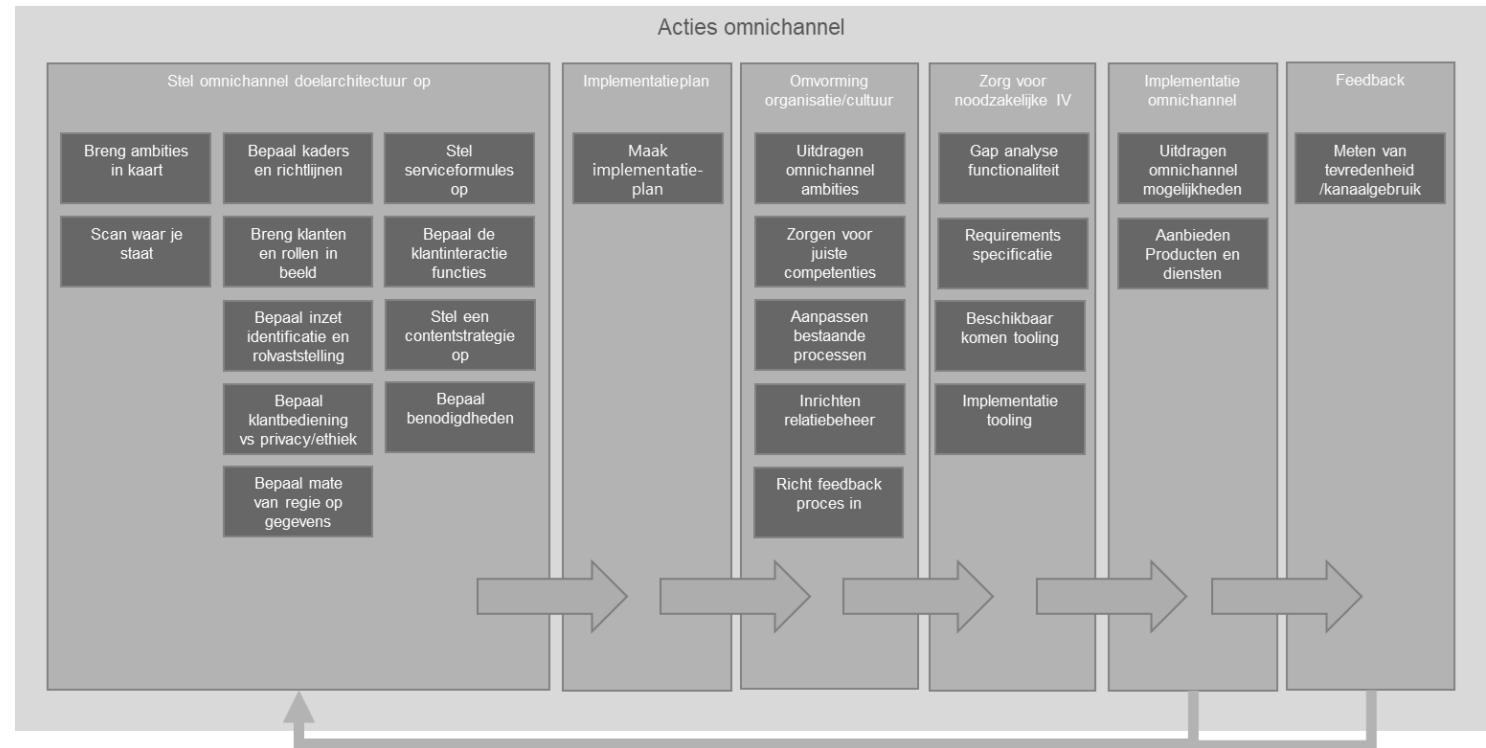 Acties omnichannel
Stel omnichannel doelarchitectuur op
Breng ambities
in kaart
Scan waar je
staat
Bepaal kaders
en richtlijnen
Breng klanten
en rollen in
beeld
Bepaal inzet
identificatie en
rolvaststelling
Bepaal
klantbediening
vs privacy/ethiek
Bepaal mate
van regie op
gegevens
Stel
serviceformules
op
Bepaal de
klantinteractie
functies
Stel een
contentstrategie
op
Bepaal
benodigdheden
Implementatieplan
Maak
implementatie-
plan
Omvorming
organisatie/cultuur
Uitdragen
omnichannel
ambities
Zorgen voor
juiste
competenties
Aanpassen
bestaande
processen
Inrichten
relatiebeheer
Richt feedback
proces in
Zorg voor
noodzakelijke IV
Gap analyse
functionaliteit
Requirements
specificatie
Beschikbaar
komen tooling
Implementatie
tooling
Implementatie
omnichannel
Uitdragen
omnichannel
mogelijkheden
Aanbieden
Producten en
diensten
Feedback
Meten van
tevredenheid
/kanaalgebruik